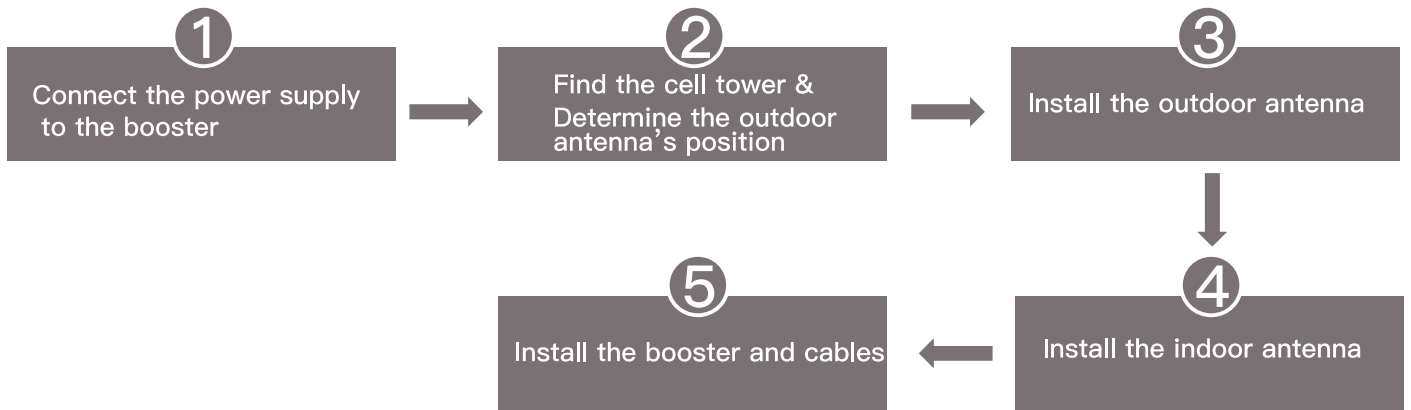 1
Connect the power supply
to the booster
2
Find the cell tower &
Determine the outdoor
antenna’s position
3
Install the outdoor antenna
4
Install the indoor antenna
5
Install the booster and cables